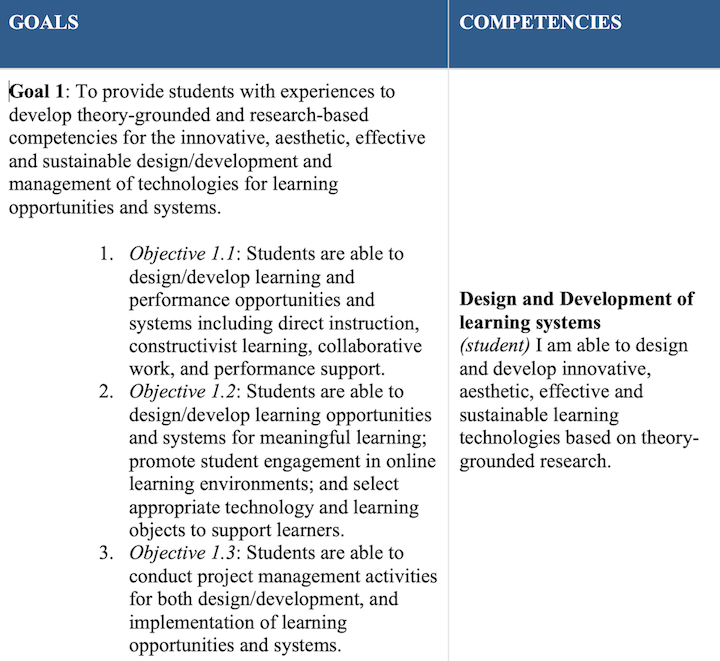 GOALS
COMPETENCIES
Goal 1: To provide students with experiences to
develop theory-grounded and research-based
competencies for the innovative, aesthetic, effective
and sustainable design/development and
management of technologies for learning
opportunities and systems.
1. Objective 1.1: Students are able to
design/develop learning and
performance opportunities and
systems including direct instruction,
constructivist learning, collaborative
work, and performance support.
2. Objective 1.2: Students are able to
design/develop learning opportunities
and systems for meaningful learning;
promote student engagement in online
learning environments; and select
appropriate technology and learning
objects to support learners.
3. Objective 1.3: Students are able to
conduct project management activities
for both design/development, and
implementation of learning
opportunities and systems.
Design and Development of
learning systems
(student) I am able to design
and develop innovative,
aesthetic, effective and
sustainable learning
technologies based on theory-
grounded research.